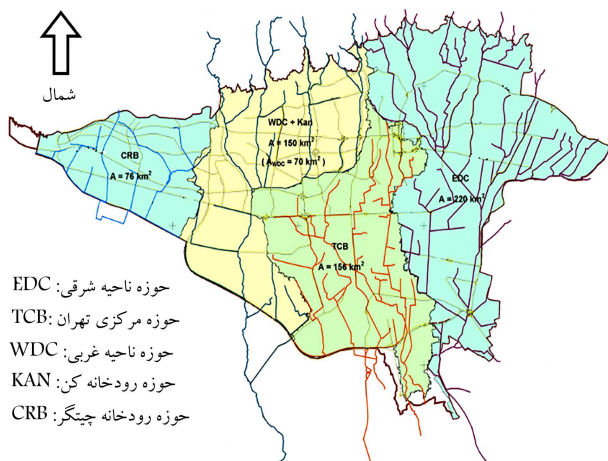 شمال
WDC + Kan
A = 150 km²
( A_WDC = 70 km² )
CRB
A = 76 km²
EDC
A = 220 km²
TCB
A = 156 km²
EDC :حوزه ناحیه شرقی
TCB: حوزه مرکزی تهران
WDC :حوزه ناحیه غربی
KAN :حوزه رودخانه کن
CRB :حوزه رودخانه چیتگر